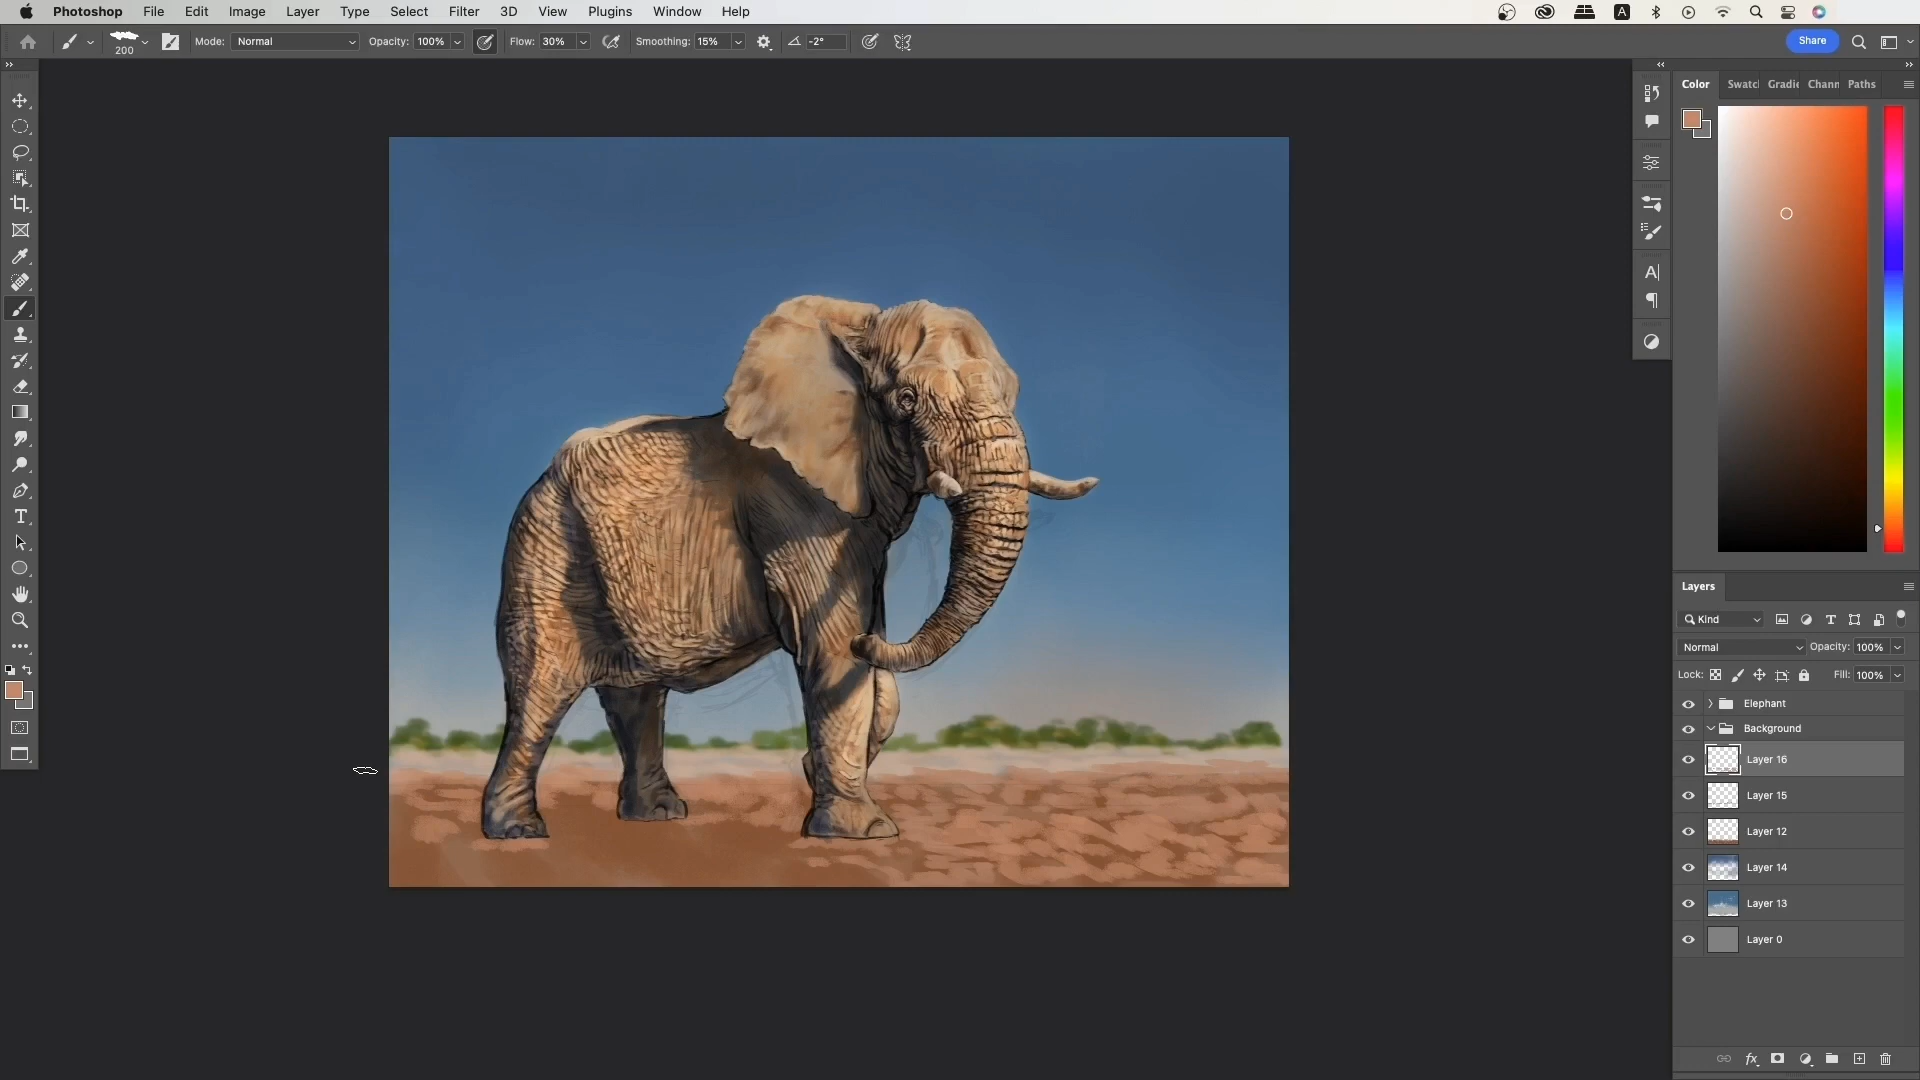 Photoshop File Edit Image Layer Type Select Filter 3D View Plugins Window Help A
200 Mode: Normal Opacity: 100% Flow: 30% Smoothing: 15% -2° Share
Color Swatc Gradie Chann Paths
A
T
Layers
Kind
Normal Opacity: 100%
Lock: Fill: 100%
Elephant
Background
Layer 16
Layer 15
Layer 12
Layer 14
Layer 13
Layer 0
fx